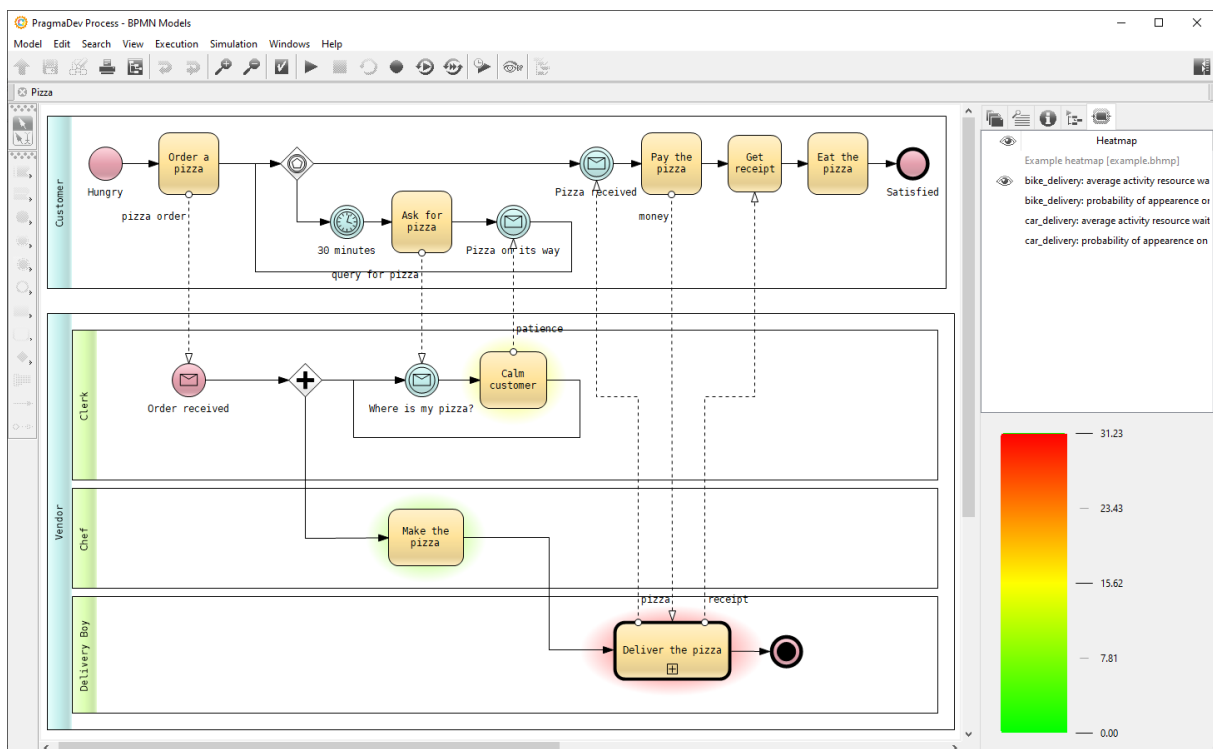 PragmaDev Process - BPMN Models
Model Edit Search View Execution Simulation Windows Help
Pizza
Customer
Hungry
Order a
pizza
pizza order
30 minutes
Ask for
pizza
query for pizza
Pizza on its way
Pizza received
Pay the
pizza
money
Get
receipt
Eat the
pizza
Satisfied
Vendor
Clerk
Order received
Where is my pizza?
Calm
customer
patience
Chef
Make the
pizza
Delivery Boy
pizza
receipt
Deliver the pizza
Heatmap
Example heatmap [example.bhmp]
bike_delivery: average activity resource wa
bike_delivery: probability of appearence or
car_delivery: average activity resource wait
car_delivery: probability of appearence on
31.23
23.43
15.62
7.81
0.00